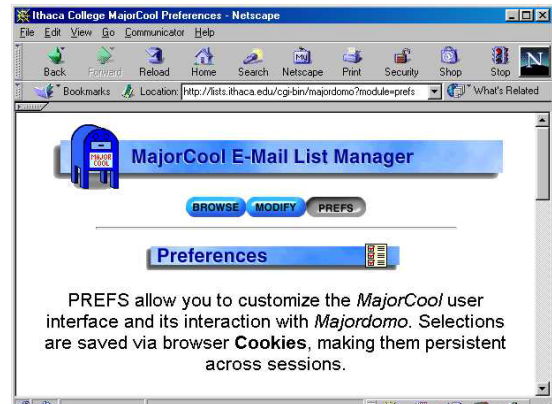 Ithaca College MajorCool Preferences - Netscape
File Edit View Go Communicator Help
Back Forward Reload Home Search Netscape Print Security Shop Stop
Bookmarks Location: http://lists.ithaca.edu/cgi-bin/majordomo?module=prefs What's Related
MAJOR
COOL
MajorCool E-Mail List Manager
BROWSE MODIFY PREFS
Preferences
PREFS allow you to customize the MajorCool user
interface and its interaction with Majordomo. Selections
are saved via browser Cookies, making them persistent
across sessions.